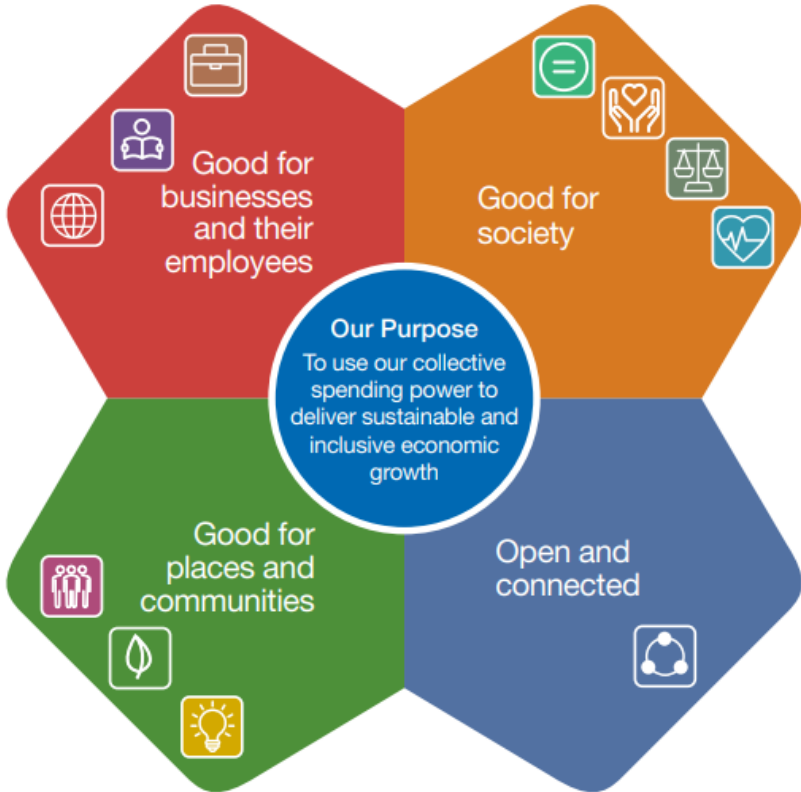 Good for
businesses
and their
employees
Good for
society
Our Purpose
To use our collective
spending power to
deliver sustainable and
inclusive economic
growth
Good for
places and
communities
Open and
connected